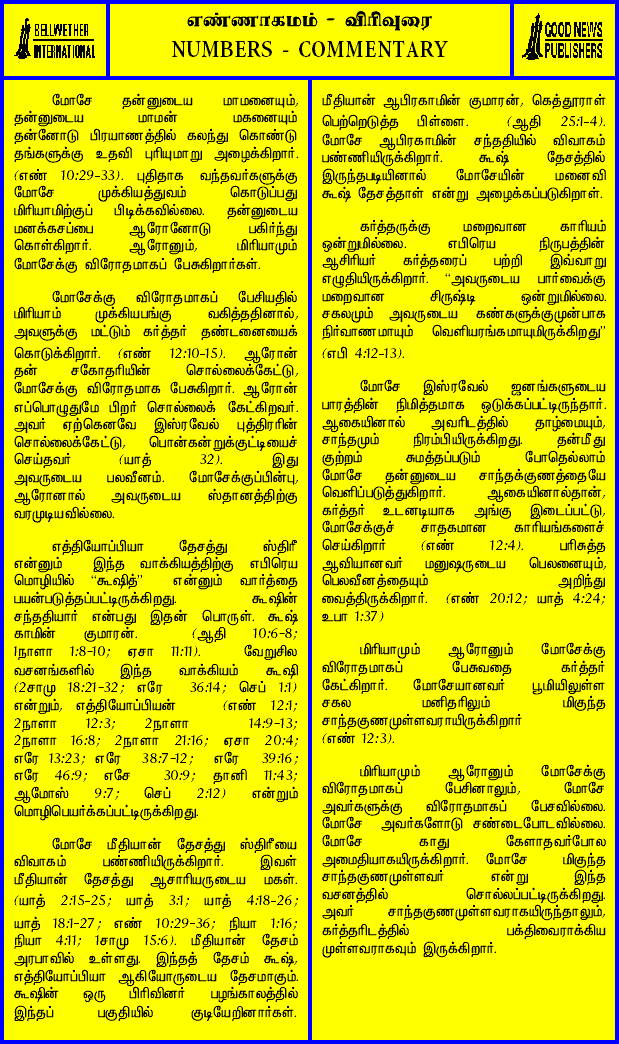 BELLWETHER
INTERNATIONAL
எண்ணாகமம் - விரிவுரை
NUMBERS - COMMENTARY
GOOD NEWS
PUBLISHERS
மோசே தன்னுடைய மாமனையும்,
தன்னுடைய மாமன் மகனையும்
தன்னோடு பிரயாணத்தில் கலந்து கொண்டு
தங்களுக்கு உதவி புரியுமாறு அழைக்கிறார்.
(எண் 10:29-33). புதிதாக வந்தவர்களுக்கு
மோசே முக்கியத்துவம் கொடுப்பது
மிரியாமிற்குப் பிடிக்கவில்லை. தன்னுடைய
மனக்கசப்பை ஆரோனோடு பகிர்ந்து
கொள்கிறார். ஆரோனும், மிரியாமும்
மோசேக்கு விரோதமாகப் பேசுகிறார்கள்.
மோசேக்கு விரோதமாகப் பேசியதில்
மிரியாம் முக்கியபங்கு வகித்ததினால்,
அவளுக்கு மட்டும் கர்த்தர் தண்டனையைக்
கொடுக்கிறார். (எண் 12:10-15). ஆரோன்
தன் சகோதரியின் சொல்லைக்கேட்டு,
மோசேக்கு விரோதமாக பேசுகிறார். ஆரோன்
எப்பொழுதுமே பிறர் சொல்லைக் கேட்கிறவர்.
அவர் ஏற்கெனவே இஸ்ரவேல் புத்திரரின்
சொல்லைக்கேட்டு, பொன்கன்றுக்குட்டியைச்
செய்தவர் (யாத் 32). இது
அவருடைய பலவீனம். மோசேக்குப்பின்பு,
ஆரோனால் அவருடைய ஸ்தானத்திற்கு
வரமுடியவில்லை.
எத்தியோப்பியா தேசத்து ஸ்திரீ
என்னும் இந்த வாக்கியத்திற்கு எபிரெய
மொழியில் "கூஷித்" என்னும் வார்த்தை
பயன்படுத்தப்பட்டிருக்கிறது. கூஷின்
சந்ததியார் என்பது இதன் பொருள். கூஷ்
காமின் குமாரன். (ஆதி 10:6-8;
1நாளா 1:8-10; ஏசா 11:11). வேறுசில
வசனங்களில் இந்த வாக்கியம் கூஷி
(2சாமு 18:21-32; எரே 36:14; செப் 1:1)
என்றும், எத்தியோப்பியன் (எண் 12:1;
2நாளா 12:3; 2நாளா 14:9-13;
2நாளா 16:8; 2நாளா 21:16; ஏசா 20:4;
எரே 13:23; எரே 38:7-12; எரே 39:16;
எரே 46:9; எசே 30:9; தானி 11:43;
ஆமோஸ் 9:7; செப் 2:12) என்றும்
மொழிபெயர்க்கப்பட்டிருக்கிறது.
மோசே மீதியான் தேசத்து ஸ்திரீயை
விவாகம் பண்ணியிருக்கிறார். இவள்
மீதியான் தேசத்து ஆசாரியருடைய மகள்.
(யாத் 2:15-25; யாத் 3:1; யாத் 4:18-26;
யாத் 18:1-27; எண் 10:29-36; நியா 1:16;
நியா 4:11; 1சாமு 15:6). மீதியான் தேசம்
அரபாவில் உள்ளது. இந்தத் தேசம் கூஷ்,
எத்தியோப்பியா ஆகியோருடைய தேசமாகும்.
கூஷின் ஒரு பிரிவினர் பழங்காலத்தில்
இந்தப் பகுதியில் குடியேறினார்கள்.
மீதியான் ஆபிரகாமின் குமாரன், கெத்தூராள்
பெற்றெடுத்த பிள்ளை. (ஆதி 25:1-4).
மோசே ஆபிரகாமின் சந்ததியில் விவாகம்
பண்ணியிருக்கிறார். கூஷ் தேசத்தில்
இருந்தபடியினால் மோசேயின் மனைவி
கூஷ் தேசத்தாள் என்று அழைக்கப்படுகிறாள்.
கர்த்தருக்கு மறைவான காரியம்
ஒன்றுமில்லை. எபிரெய நிருபத்தின்
ஆசிரியர் கர்த்தரைப் பற்றி இவ்வாறு
எழுதியிருக்கிறார். "அவருடைய பார்வைக்கு
மறைவான சிருஷ்டி ஒன்றுமில்லை.
சகலமும் அவருடைய கண்களுக்குமுன்பாக
நிர்வாணமாயும் வெளியரங்கமாயுமிருக்கிறது"
(எபி 4:12-13).
மோசே இஸ்ரவேல் ஜனங்களுடைய
பாரத்தின் நிமித்தமாக ஒடுக்கப்பட்டிருந்தார்.
ஆகையினால் அவரிடத்தில் தாழ்மையும்,
சாந்தமும் நிரம்பியிருக்கிறது. தன்மீது
குற்றம் சுமத்தப்படும் போதெல்லாம்
மோசே தன்னுடைய சாந்தக்குணத்தையே
வெளிப்படுத்துகிறார். ஆகையினால்தான்,
கர்த்தர் உடனடியாக அங்கு இடைப்பட்டு,
மோசேக்குச் சாதகமான காரியங்களைச்
செய்கிறார் (எண் 12:4). பரிசுத்த
ஆவியானவர் மனுஷருடைய பெலனையும்,
பெலவீனத்தையும் அறிந்து
வைத்திருக்கிறார். (எண் 20:12; யாத் 4:24;
உபா 1:37)
மிரியாமும் ஆரோனும் மோசேக்கு
விரோதமாகப் பேசுவதை கர்த்தர்
கேட்கிறார். மோசேயானவர் பூமியிலுள்ள
சகல மனிதரிலும் மிகுந்த
சாந்தகுணமுள்ளவராயிருக்கிறார்
(எண் 12:3).
மிரியாமும் ஆரோனும் மோசேக்கு
விரோதமாகப் பேசினாலும், மோசே
அவர்களுக்கு விரோதமாகப் பேசவில்லை.
மோசே அவர்களோடு சண்டைபோடவில்லை.
மோசே காது கேளாதவர்போல
அமைதியாகயிருக்கிறார். மோசே மிகுந்த
சாந்தகுணமுள்ளவர் என்று இந்த
வசனத்தில் சொல்லப்பட்டிருக்கிறது.
அவர் சாந்தகுணமுள்ளவராகயிருந்தாலும்,
கர்த்தரிடத்தில் பக்திவைராக்கிய
முள்ளவராகவும் இருக்கிறார்.